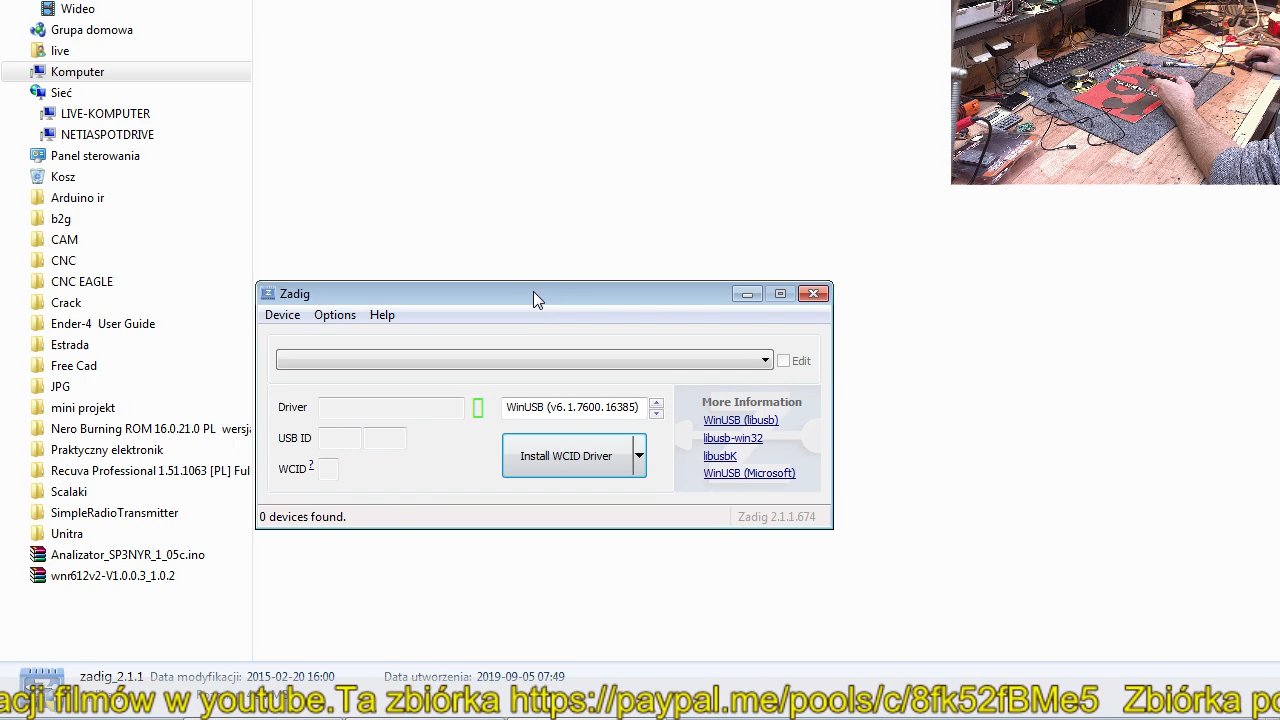 Wideo
Grupa domowa
live
Komputer
Sieć
LIVE-KOMPUTER
NETIASPOTDRIVE
Panel sterowania
Kosz
Arduino ir
b2g
CAM
CNC
CNC EAGLE
Crack
Ender-4 User Guide
Estrada
Free Cad
JPG
mini projekt
Nero Burning ROM 16.0.21.0 PL wersja
Praktyczny elektronik
Recuva Professional 1.51.1063 [PL] Full
Scalaki
SimpleRadioTransmitter
Unitra
Analizator_SP3NYR_1_05c.ino
wnr612v2-V1.0.0.3_1.0.2
Zadig
Device Options Help
Edit
Driver
WinUSB (v6.1.7600.16385)
USB ID
WCID ?
Install WCID Driver
More Information
WinUSB (libusb)
libusb-win32
libusbK
WinUSB (Microsoft)
0 devices found.
Zadig 2.1.1.674
zadig_2.1.1 Data modyfikacji: 2015-02-20 16:00 Data utworzenia: 2019-09-05 07:49
acji filmów w youtube.Ta zbiórka https://paypal.me/pools/c/8fk52fBMe5 Zbiórka po